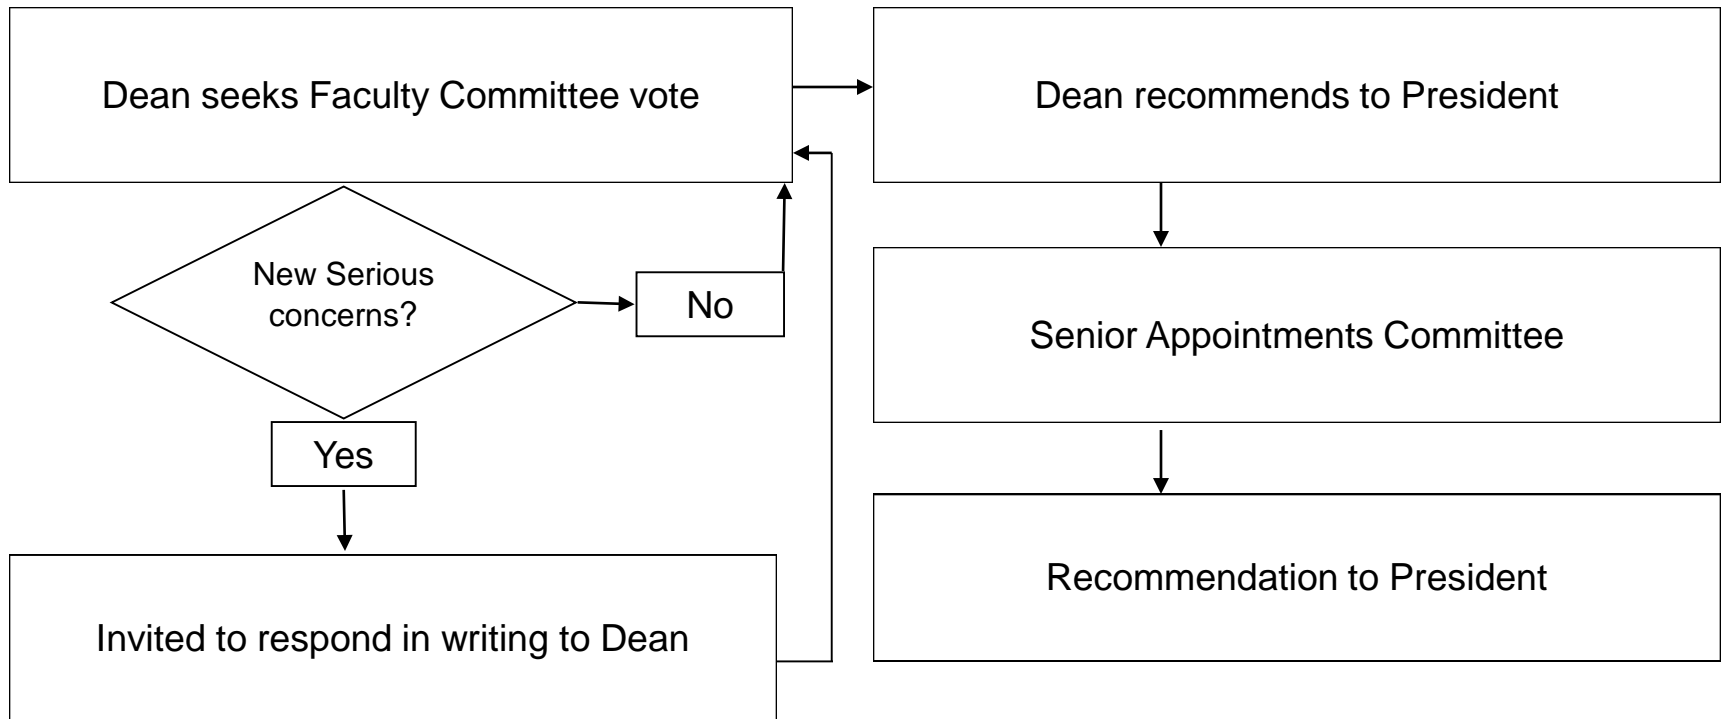 Dean seeks Faculty Committee vote
New Serious
concerns?
No
Yes
Invited to respond in writing to Dean
Dean recommends to President
Senior Appointments Committee
Recommendation to President